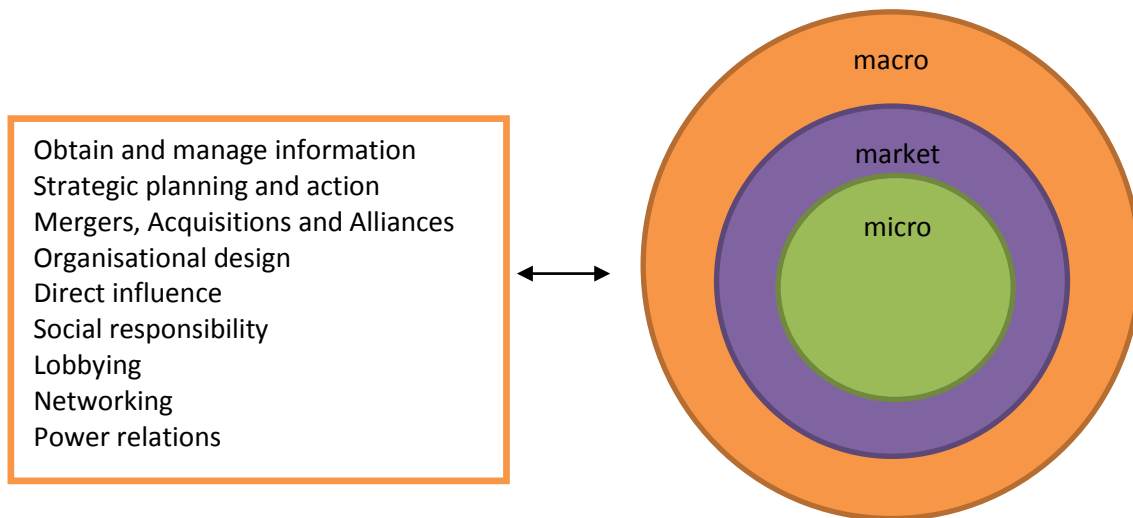 Obtain and manage information
Strategic planning and action
Mergers, Acquisitions and Alliances
Organisational design
Direct influence
Social responsibility
Lobbying
Networking
Power relations
macro
market
micro